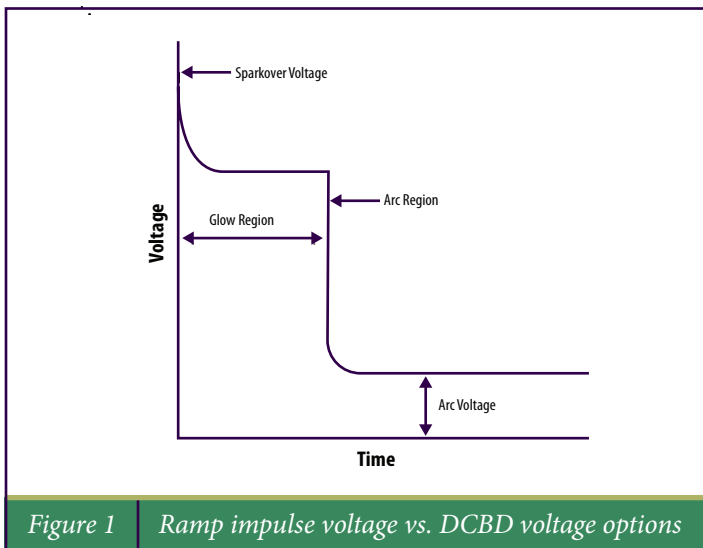 Sparkover Voltage
Arc Region
Glow Region
Voltage
Arc Voltage
Time
Figure 1 Ramp impulse voltage vs. DCBD voltage options